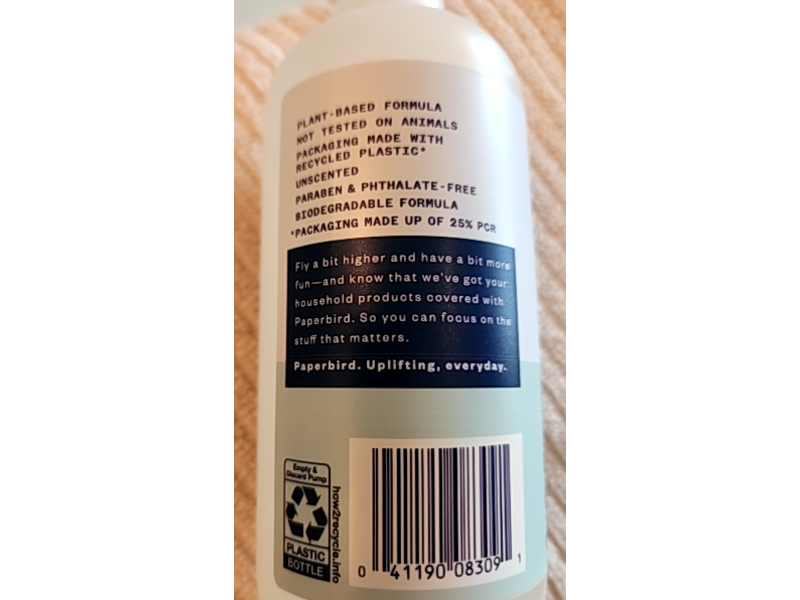 PLANT-BASED FORMULA
NOT TESTED ON ANIMALS
PACKAGING MADE WITH
RECYCLED PLASTIC*
UNSCENTED
PARABEN & PHTHALATE-FREE
BIODEGRADABLE FORMULA
*PACKAGING MADE UP OF 25% PCR
Fly a bit higher and have a bit more
fun—and know that we've got your
household products covered with
Paperbird. So you can focus on the
stuff that matters.
Paperbird. Uplifting, everyday.
Empty &
Discard Pump
PLASTIC
BOTTLE
how2recycle.info
0 41190 08309 1